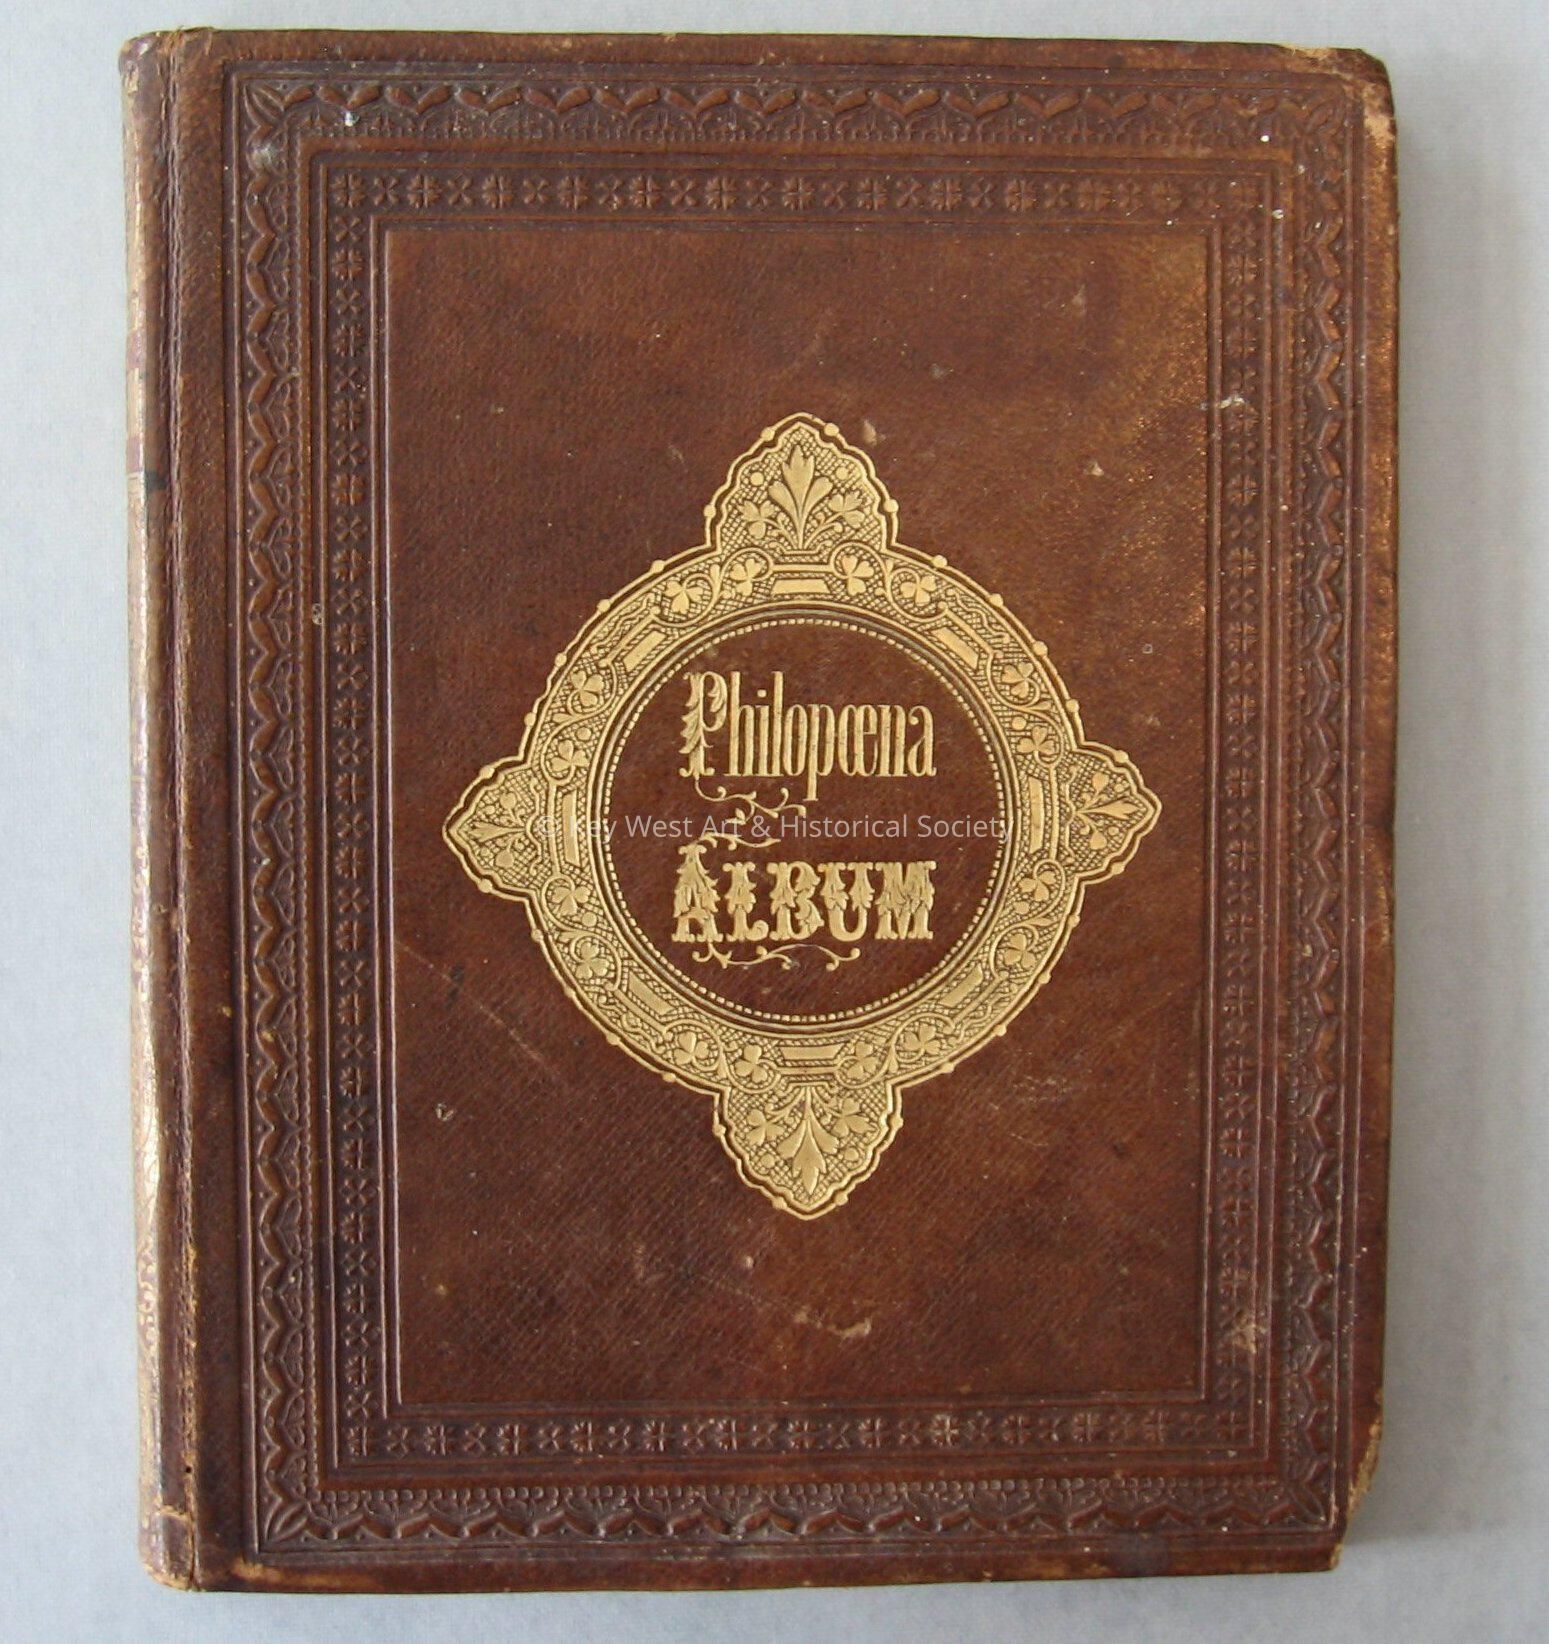 Philopœna
ALBUM
© Key West Art & Historical Society